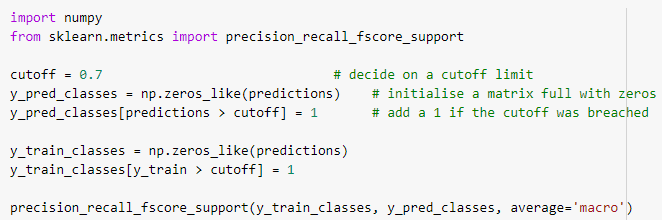 import numpy
from sklearn.metrics import precision_recall_fscore_support
cutoff = 0.7 # decide on a cutoff limit
y_pred_classes = np.zeros_like(predictions) # initialise a matrix full with zeros
y_pred_classes[predictions > cutoff] = 1 # add a 1 if the cutoff was breached
y_train_classes = np.zeros_like(predictions)
y_train_classes[y_train > cutoff] = 1
precision_recall_fscore_support(y_train_classes, y_pred_classes, average='macro')